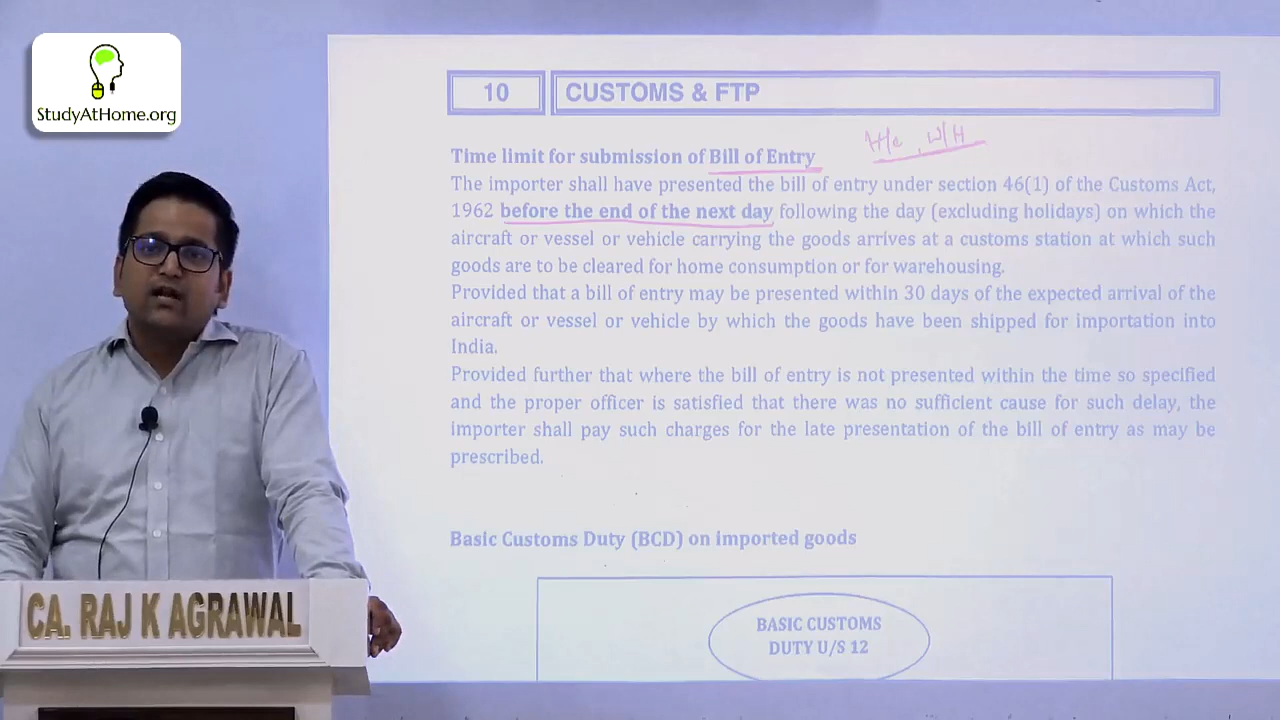 StudyAtHome.org
10 CUSTOMS & FTP
H/c, W/H
Time limit for submission of Bill of Entry
The importer shall have presented the bill of entry under section 46(1) of the Customs Act,
1962 before the end of the next day following the day (excluding holidays) on which the
aircraft or vessel or vehicle carrying the goods arrives at a customs station at which such
goods are to be cleared for home consumption or for warehousing.
Provided that a bill of entry may be presented within 30 days of the expected arrival of the
aircraft or vessel or vehicle by which the goods have been shipped for importation into
India.
Provided further that where the bill of entry is not presented within the time so specified
and the proper officer is satisfied that there was no sufficient cause for such delay, the
importer shall pay such charges for the late presentation of the bill of entry as may be
prescribed.
Basic Customs Duty (BCD) on imported goods
BASIC CUSTOMS
DUTY U/S 12
CA. RAJ K AGRAWAL